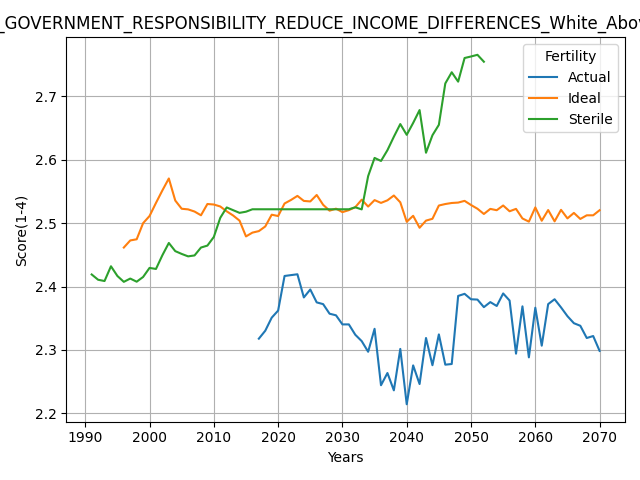 _GOVERNMENT_RESPONSIBILITY_REDUCE_INCOME_DIFFERENCES_White_Abov
Fertility
Actual
Ideal
Sterile
Score(1-4)
2.7
2.6
2.5
2.4
2.3
2.2
1990 2000 2010 2020 2030 2040 2050 2060 2070
Years